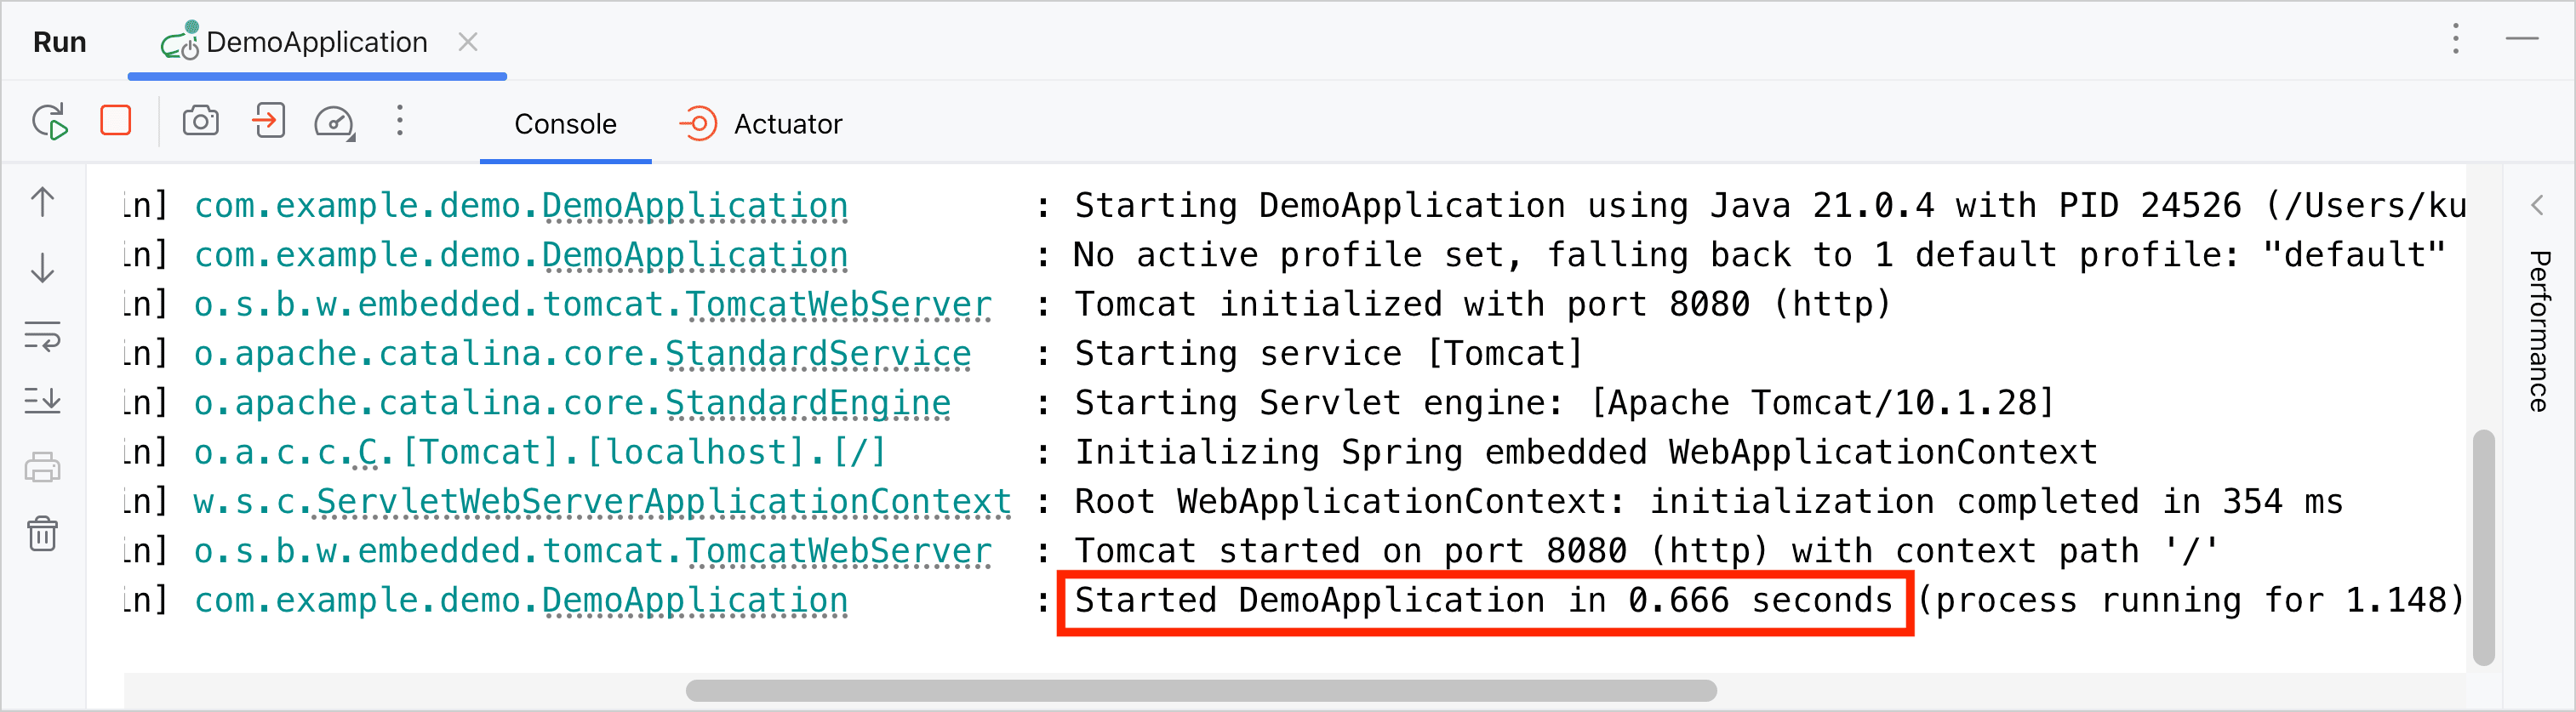 Run DemoApplication
Console Actuator
in] com.example.demo.DemoApplication : Starting DemoApplication using Java 21.0.4 with PID 24526 (/Users/ku
in] com.example.demo.DemoApplication : No active profile set, falling back to 1 default profile: "default"
in] o.s.b.w.embedded.tomcat.TomcatWebServer : Tomcat initialized with port 8080 (http)
in] o.apache.catalina.core.StandardService : Starting service [Tomcat]
in] o.apache.catalina.core.StandardEngine : Starting Servlet engine: [Apache Tomcat/10.1.28]
in] o.a.c.c.C.[Tomcat].[localhost].[/] : Initializing Spring embedded WebApplicationContext
in] w.s.c.ServletWebServerApplicationContext : Root WebApplicationContext: initialization completed in 354 ms
in] o.s.b.w.embedded.tomcat.TomcatWebServer : Tomcat started on port 8080 (http) with context path '/'
in] com.example.demo.DemoApplication : Started DemoApplication in 0.666 seconds (process running for 1.148)
Performance